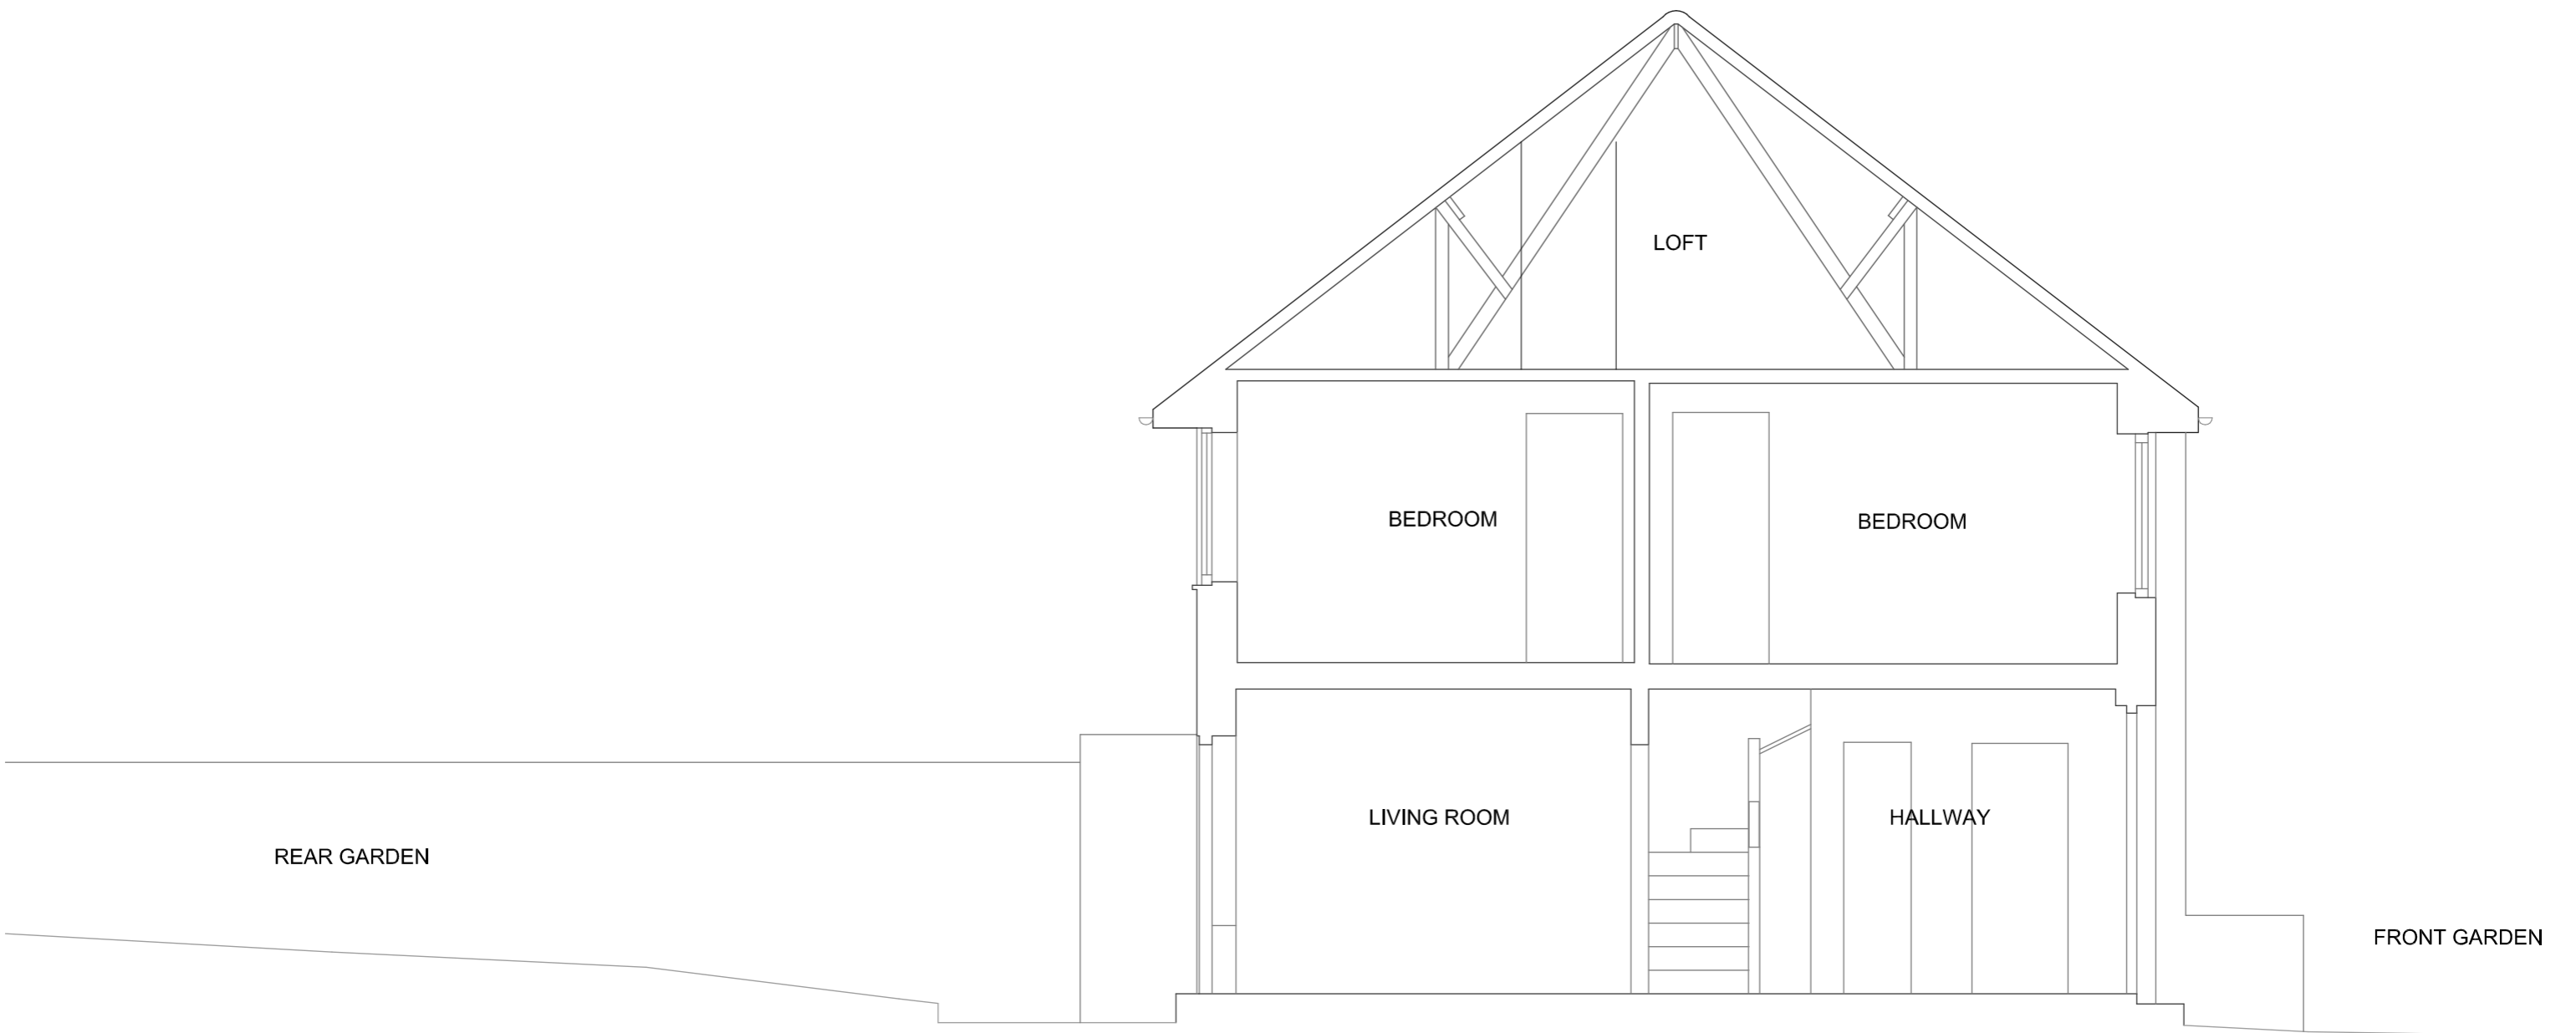 LOFT
BEDROOM
BEDROOM
LIVING ROOM
HALLWAY
REAR GARDEN
FRONT GARDEN